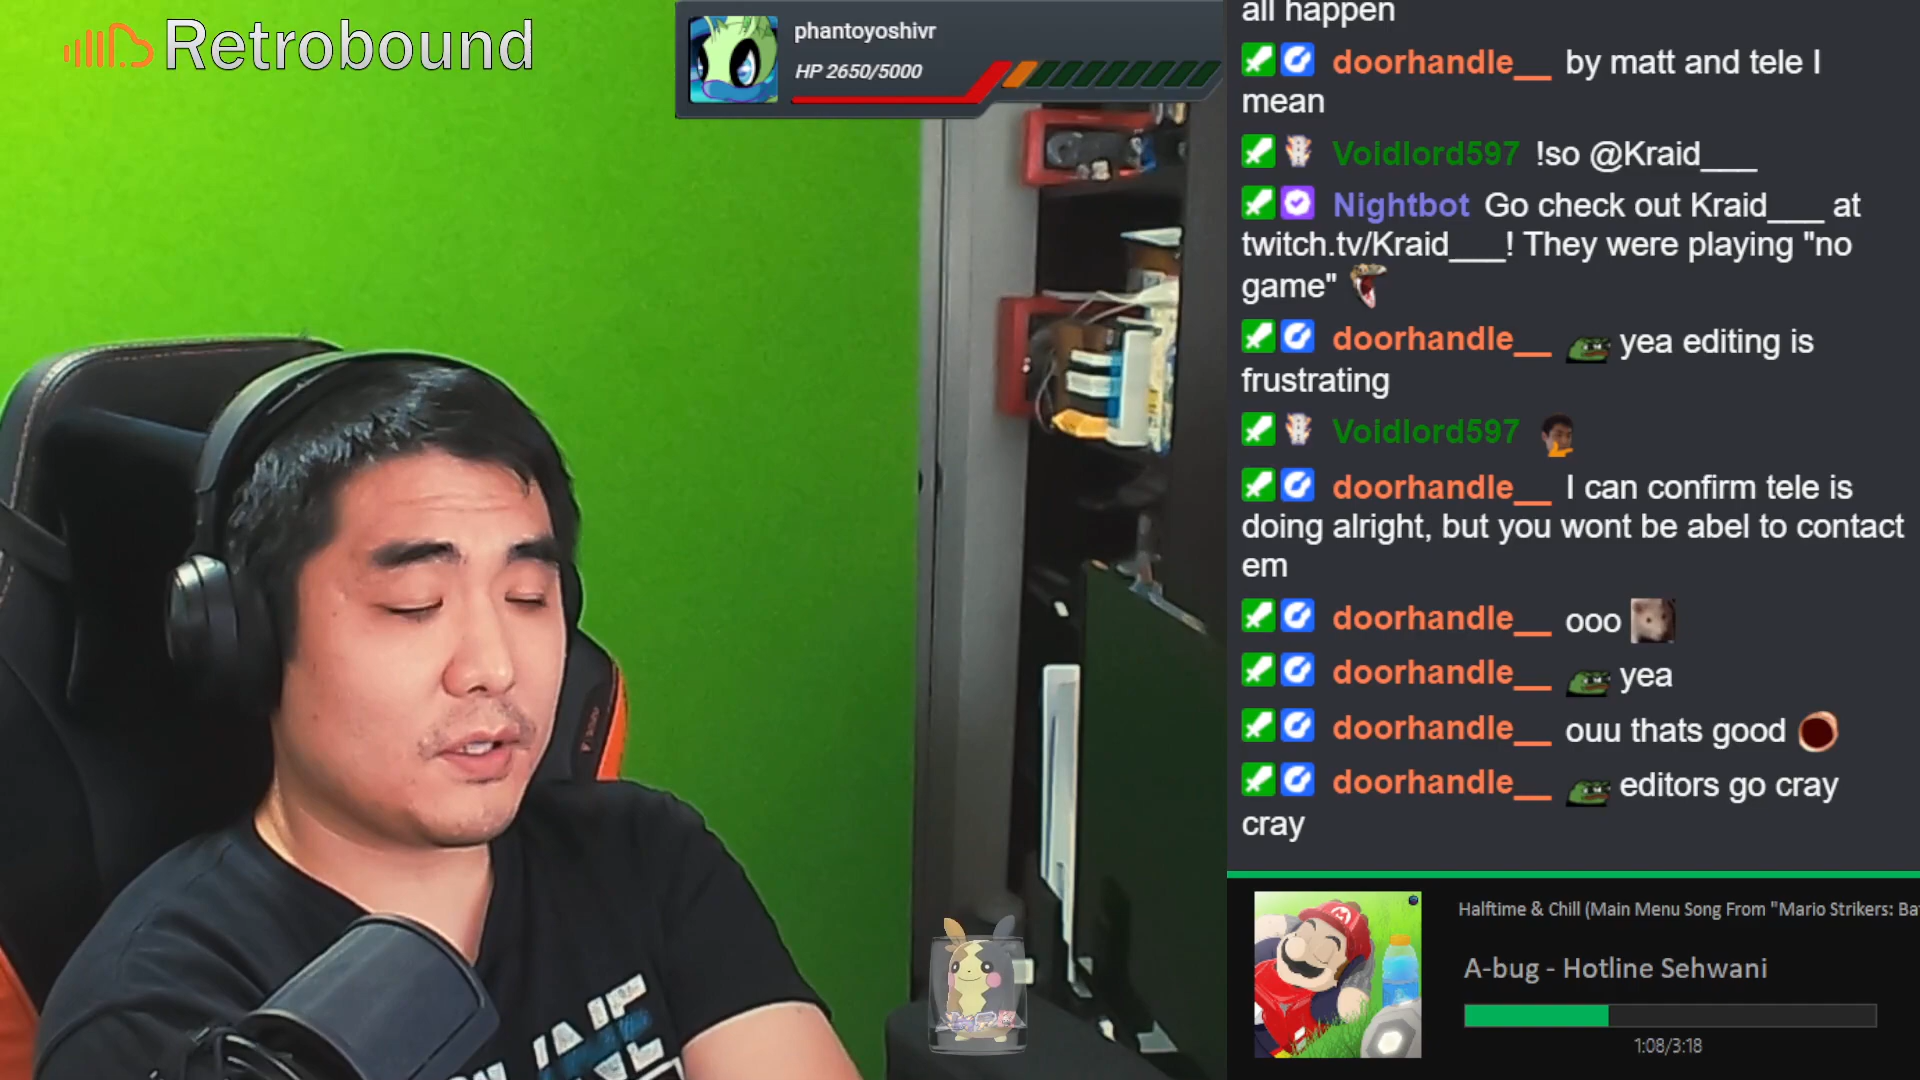 Retrobound
phantoyoshivr
HP 2650/5000
all happen
doorhandle__ by matt and tele I
mean
Voidlord597 !so @Kraid___
Nightbot Go check out Kraid___ at
twitch.tv/Kraid___! They were playing "no
game"
doorhandle__ yea editing is
frustrating
Voidlord597
doorhandle__ I can confirm tele is
doing alright, but you wont be abel to contact
em
doorhandle__ ooo
doorhandle__ yea
doorhandle__ ouu thats good
doorhandle__ editors go cray
cray
Halftime & Chill (Main Menu Song From "Mario Strikers: Ba
A-bug - Hotline Sehwani
1:08/3:18